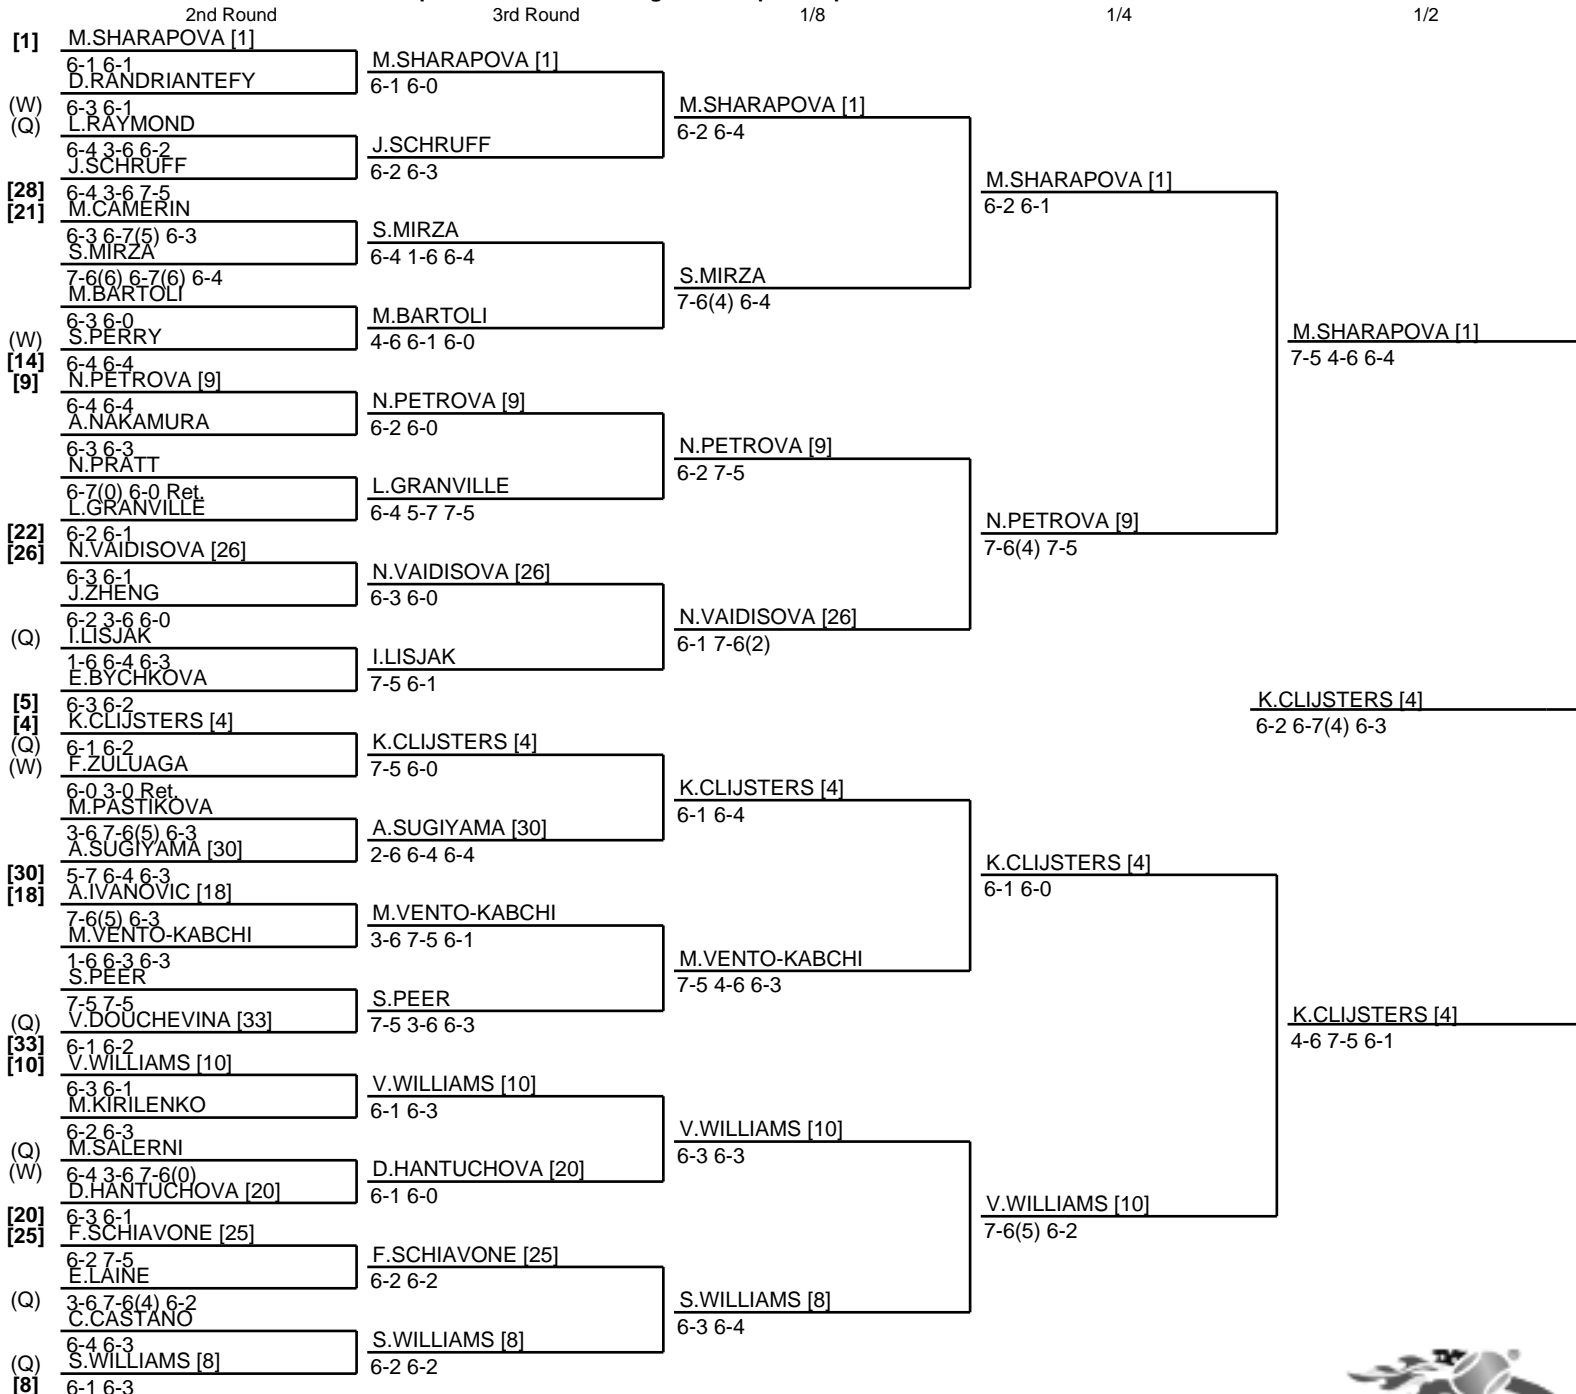 2nd Round
3rd Round
1/8
1/4
1/2
[1]
M.SHARAPOVA [1]
6-1 6-1
D.RANDRIANTEFY
(W)
6-3 6-1
(Q)
L.RAYMOND
6-4 3-6 6-2
J.SCHRUFF
[28]
6-4 3-6 7-5
[21]
M.CAMERIN
6-3 6-7(5) 6-3
S.MIRZA
7-6(6) 6-7(6) 6-4
M.BARTOLI
6-3 6-0
(W)
S.PERRY
[14]
6-4 6-4
[9]
N.PETROVA [9]
6-4 6-4
A.NAKAMURA
6-3 6-3
N.PRATT
6-7(0) 6-0 Ret.
L.GRANVILLE
[22]
6-2 6-1
[26]
N.VAIDISOVA [26]
6-3 6-1
J.ZHENG
6-2 3-6 6-0
(Q)
I.LISJAK
1-6 6-4 6-3
E.BYCHKOVA
[5]
6-3 6-2
[4]
K.CLIJSTERS [4]
(Q)
6-1 6-2
(W)
F.ZULUAGA
6-0 3-0 Ret.
M.PASTIKOVA
3-6 7-6(5) 6-3
A.SUGIYAMA [30]
[30]
5-7 6-4 6-3
[18]
A.IVANOVIC [18]
7-6(5) 6-3
M.VENTO-KABCHI
1-6 6-3 6-3
S.PEER
7-5 7-5
(Q)
V.DOUCHEVINA [33]
[33]
6-1 6-2
[10]
V.WILLIAMS [10]
6-3 6-1
M.KIRILENKO
6-2 6-3
(Q)
M.SALERNI
(W)
6-4 3-6 7-6(0)
D.HANTUCHOVA [20]
[20]
6-3 6-1
[25]
F.SCHIAVONE [25]
6-2 7-5
E.LAINE
(Q)
3-6 7-6(4) 6-2
C.CASTANO
6-4 6-3
(Q)
S.WILLIAMS [8]
[8]
6-1 6-3
M.SHARAPOVA [1]
6-1 6-0
J.SCHRUFF
6-2 6-3
S.MIRZA
6-4 1-6 6-4
M.BARTOLI
4-6 6-1 6-0
N.PETROVA [9]
6-2 6-0
L.GRANVILLE
6-4 5-7 7-5
N.VAIDISOVA [26]
6-3 6-0
I.LISJAK
7-5 6-1
K.CLIJSTERS [4]
7-5 6-0
A.SUGIYAMA [30]
2-6 6-4 6-4
M.VENTO-KABCHI
3-6 7-5 6-1
S.PEER
7-5 3-6 6-3
V.WILLIAMS [10]
6-1 6-3
D.HANTUCHOVA [20]
6-1 6-0
F.SCHIAVONE [25]
6-2 6-2
S.WILLIAMS [8]
6-2 6-2
M.SHARAPOVA [1]
6-2 6-4
S.MIRZA
7-6(4) 6-4
N.PETROVA [9]
6-2 7-5
N.VAIDISOVA [26]
6-1 7-6(2)
K.CLIJSTERS [4]
6-1 6-4
M.VENTO-KABCHI
7-5 4-6 6-3
V.WILLIAMS [10]
6-3 6-3
S.WILLIAMS [8]
6-3 6-4
M.SHARAPOVA [1]
6-2 6-1
N.PETROVA [9]
7-6(4) 7-5
K.CLIJSTERS [4]
6-1 6-0
V.WILLIAMS [10]
7-6(5) 6-2
M.SHARAPOVA [1]
7-5 4-6 6-4
K.CLIJSTERS [4]
6-2 6-7(4) 6-3
K.CLIJSTERS [4]
4-6 7-5 6-1